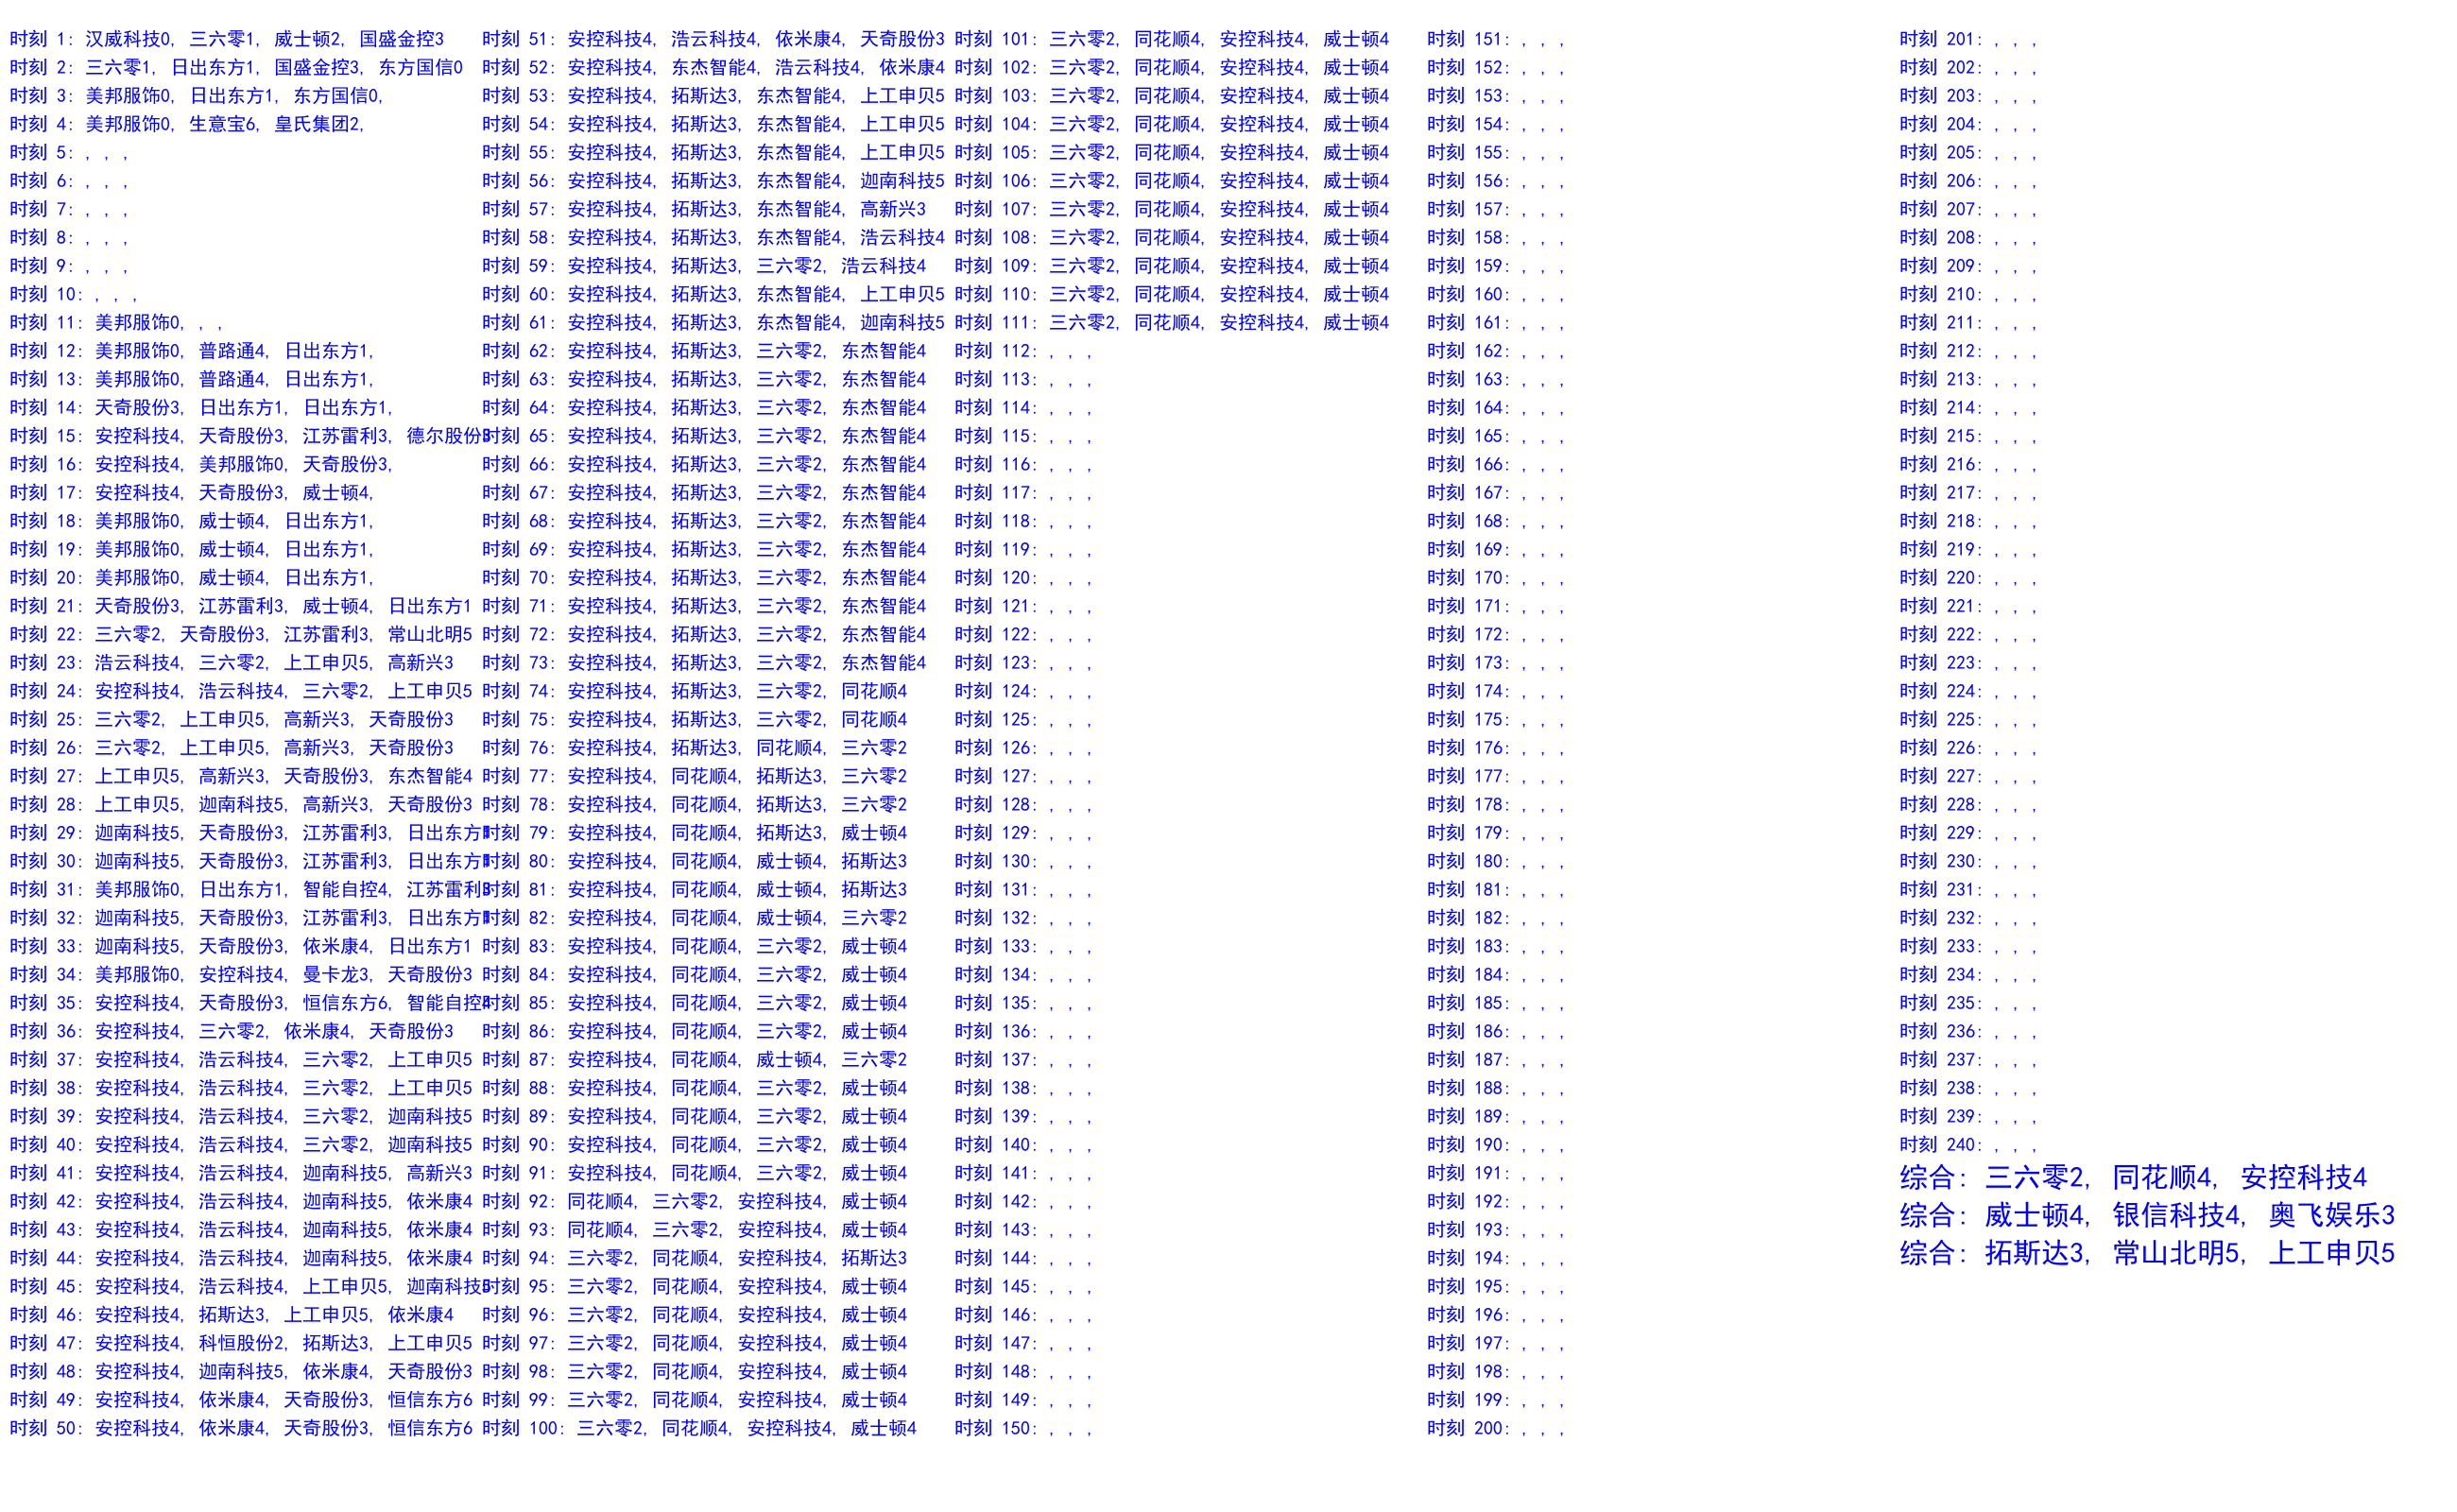 时刻 1: 汉威科技0, 三六零1, 威士顿2, 国盛金控3
时刻 2: 三六零1, 日出东方1, 国盛金控3, 东方国信0
时刻 3: 美邦服饰0, 日出东方1, 东方国信0,
时刻 4: 美邦服饰0, 生意宝6, 皇氏集团2,
时刻 5: , , ,
时刻 6: , , ,
时刻 7: , , ,
时刻 8: , , ,
时刻 9: , , ,
时刻 10: , , ,
时刻 11: 美邦服饰0, , ,
时刻 12: 美邦服饰0, 普路通4, 日出东方1,
时刻 13: 美邦服饰0, 普路通4, 日出东方1,
时刻 14: 天奇股份3, 日出东方1, 日出东方1,
时刻 15: 安控科技4, 天奇股份3, 江苏雷利3, 德尔股份3
时刻 16: 安控科技4, 美邦服饰0, 天奇股份3,
时刻 17: 安控科技4, 天奇股份3, 威士顿4,
时刻 18: 美邦服饰0, 威士顿4, 日出东方1,
时刻 19: 美邦服饰0, 威士顿4, 日出东方1,
时刻 20: 美邦服饰0, 威士顿4, 日出东方1,
时刻 21: 天奇股份3, 江苏雷利3, 威士顿4, 日出东方1
时刻 22: 三六零2, 天奇股份3, 江苏雷利3, 常山北明5
时刻 23: 浩云科技4, 三六零2, 上工申贝5, 高新兴3
时刻 24: 安控科技4, 浩云科技4, 三六零2, 上工申贝5
时刻 25: 三六零2, 上工申贝5, 高新兴3, 天奇股份3
时刻 26: 三六零2, 上工申贝5, 高新兴3, 天奇股份3
时刻 27: 上工申贝5, 高新兴3, 天奇股份3, 东杰智能4
时刻 28: 上工申贝5, 迦南科技5, 高新兴3, 天奇股份3
时刻 29: 迦南科技5, 天奇股份3, 江苏雷利3, 日出东方1
时刻 30: 迦南科技5, 天奇股份3, 江苏雷利3, 日出东方1
时刻 31: 美邦服饰0, 日出东方1, 智能自控4, 江苏雷利3
时刻 32: 迦南科技5, 天奇股份3, 江苏雷利3, 日出东方1
时刻 33: 迦南科技5, 天奇股份3, 依米康4, 日出东方1
时刻 34: 美邦服饰0, 安控科技4, 曼卡龙3, 天奇股份3
时刻 35: 安控科技4, 天奇股份3, 恒信东方6, 智能自控4
时刻 36: 安控科技4, 三六零2, 依米康4, 天奇股份3
时刻 37: 安控科技4, 浩云科技4, 三六零2, 上工申贝5
时刻 38: 安控科技4, 浩云科技4, 三六零2, 上工申贝5
时刻 39: 安控科技4, 浩云科技4, 三六零2, 迦南科技5
时刻 40: 安控科技4, 浩云科技4, 三六零2, 迦南科技5
时刻 41: 安控科技4, 浩云科技4, 迦南科技5, 高新兴3
时刻 42: 安控科技4, 浩云科技4, 迦南科技5, 依米康4
时刻 43: 安控科技4, 浩云科技4, 迦南科技5, 依米康4
时刻 44: 安控科技4, 浩云科技4, 迦南科技5, 依米康4
时刻 45: 安控科技4, 浩云科技4, 上工申贝5, 迦南科技5
时刻 46: 安控科技4, 拓斯达3, 上工申贝5, 依米康4
时刻 47: 安控科技4, 科恒股份2, 拓斯达3, 上工申贝5
时刻 48: 安控科技4, 迦南科技5, 依米康4, 天奇股份3
时刻 49: 安控科技4, 依米康4, 天奇股份3, 恒信东方6
时刻 50: 安控科技4, 依米康4, 天奇股份3, 恒信东方6
时刻 51: 安控科技4, 浩云科技4, 依米康4, 天奇股份3
时刻 52: 安控科技4, 东杰智能4, 浩云科技4, 依米康4
时刻 53: 安控科技4, 拓斯达3, 东杰智能4, 上工申贝5
时刻 54: 安控科技4, 拓斯达3, 东杰智能4, 上工申贝5
时刻 55: 安控科技4, 拓斯达3, 东杰智能4, 上工申贝5
时刻 56: 安控科技4, 拓斯达3, 东杰智能4, 迦南科技5
时刻 57: 安控科技4, 拓斯达3, 东杰智能4, 高新兴3
时刻 58: 安控科技4, 拓斯达3, 东杰智能4, 浩云科技4
时刻 59: 安控科技4, 拓斯达3, 三六零2, 浩云科技4
时刻 60: 安控科技4, 拓斯达3, 东杰智能4, 上工申贝5
时刻 61: 安控科技4, 拓斯达3, 东杰智能4, 迦南科技5
时刻 62: 安控科技4, 拓斯达3, 三六零2, 东杰智能4
时刻 63: 安控科技4, 拓斯达3, 三六零2, 东杰智能4
时刻 64: 安控科技4, 拓斯达3, 三六零2, 东杰智能4
时刻 65: 安控科技4, 拓斯达3, 三六零2, 东杰智能4
时刻 66: 安控科技4, 拓斯达3, 三六零2, 东杰智能4
时刻 67: 安控科技4, 拓斯达3, 三六零2, 东杰智能4
时刻 68: 安控科技4, 拓斯达3, 三六零2, 东杰智能4
时刻 69: 安控科技4, 拓斯达3, 三六零2, 东杰智能4
时刻 70: 安控科技4, 拓斯达3, 三六零2, 东杰智能4
时刻 71: 安控科技4, 拓斯达3, 三六零2, 东杰智能4
时刻 72: 安控科技4, 拓斯达3, 三六零2, 东杰智能4
时刻 73: 安控科技4, 拓斯达3, 三六零2, 东杰智能4
时刻 74: 安控科技4, 拓斯达3, 三六零2, 同花顺4
时刻 75: 安控科技4, 拓斯达3, 三六零2, 同花顺4
时刻 76: 安控科技4, 拓斯达3, 同花顺4, 三六零2
时刻 77: 安控科技4, 同花顺4, 拓斯达3, 三六零2
时刻 78: 安控科技4, 同花顺4, 拓斯达3, 三六零2
时刻 79: 安控科技4, 同花顺4, 拓斯达3, 威士顿4
时刻 80: 安控科技4, 同花顺4, 威士顿4, 拓斯达3
时刻 81: 安控科技4, 同花顺4, 威士顿4, 拓斯达3
时刻 82: 安控科技4, 同花顺4, 威士顿4, 三六零2
时刻 83: 安控科技4, 同花顺4, 三六零2, 威士顿4
时刻 84: 安控科技4, 同花顺4, 三六零2, 威士顿4
时刻 85: 安控科技4, 同花顺4, 三六零2, 威士顿4
时刻 86: 安控科技4, 同花顺4, 三六零2, 威士顿4
时刻 87: 安控科技4, 同花顺4, 威士顿4, 三六零2
时刻 88: 安控科技4, 同花顺4, 三六零2, 威士顿4
时刻 89: 安控科技4, 同花顺4, 三六零2, 威士顿4
时刻 90: 安控科技4, 同花顺4, 三六零2, 威士顿4
时刻 91: 安控科技4, 同花顺4, 三六零2, 威士顿4
时刻 92: 同花顺4, 三六零2, 安控科技4, 威士顿4
时刻 93: 同花顺4, 三六零2, 安控科技4, 威士顿4
时刻 94: 三六零2, 同花顺4, 安控科技4, 拓斯达3
时刻 95: 三六零2, 同花顺4, 安控科技4, 威士顿4
时刻 96: 三六零2, 同花顺4, 安控科技4, 威士顿4
时刻 97: 三六零2, 同花顺4, 安控科技4, 威士顿4
时刻 98: 三六零2, 同花顺4, 安控科技4, 威士顿4
时刻 99: 三六零2, 同花顺4, 安控科技4, 威士顿4
时刻 100: 三六零2, 同花顺4, 安控科技4, 威士顿4
时刻 101: 三六零2, 同花顺4, 安控科技4, 威士顿4
时刻 102: 三六零2, 同花顺4, 安控科技4, 威士顿4
时刻 103: 三六零2, 同花顺4, 安控科技4, 威士顿4
时刻 104: 三六零2, 同花顺4, 安控科技4, 威士顿4
时刻 105: 三六零2, 同花顺4, 安控科技4, 威士顿4
时刻 106: 三六零2, 同花顺4, 安控科技4, 威士顿4
时刻 107: 三六零2, 同花顺4, 安控科技4, 威士顿4
时刻 108: 三六零2, 同花顺4, 安控科技4, 威士顿4
时刻 109: 三六零2, 同花顺4, 安控科技4, 威士顿4
时刻 110: 三六零2, 同花顺4, 安控科技4, 威士顿4
时刻 111: 三六零2, 同花顺4, 安控科技4, 威士顿4
时刻 112: , , ,
时刻 113: , , ,
时刻 114: , , ,
时刻 115: , , ,
时刻 116: , , ,
时刻 117: , , ,
时刻 118: , , ,
时刻 119: , , ,
时刻 120: , , ,
时刻 121: , , ,
时刻 122: , , ,
时刻 123: , , ,
时刻 124: , , ,
时刻 125: , , ,
时刻 126: , , ,
时刻 127: , , ,
时刻 128: , , ,
时刻 129: , , ,
时刻 130: , , ,
时刻 131: , , ,
时刻 132: , , ,
时刻 133: , , ,
时刻 134: , , ,
时刻 135: , , ,
时刻 136: , , ,
时刻 137: , , ,
时刻 138: , , ,
时刻 139: , , ,
时刻 140: , , ,
时刻 141: , , ,
时刻 142: , , ,
时刻 143: , , ,
时刻 144: , , ,
时刻 145: , , ,
时刻 146: , , ,
时刻 147: , , ,
时刻 148: , , ,
时刻 149: , , ,
时刻 150: , , ,
时刻 151: , , ,
时刻 152: , , ,
时刻 153: , , ,
时刻 154: , , ,
时刻 155: , , ,
时刻 156: , , ,
时刻 157: , , ,
时刻 158: , , ,
时刻 159: , , ,
时刻 160: , , ,
时刻 161: , , ,
时刻 162: , , ,
时刻 163: , , ,
时刻 164: , , ,
时刻 165: , , ,
时刻 166: , , ,
时刻 167: , , ,
时刻 168: , , ,
时刻 169: , , ,
时刻 170: , , ,
时刻 171: , , ,
时刻 172: , , ,
时刻 173: , , ,
时刻 174: , , ,
时刻 175: , , ,
时刻 176: , , ,
时刻 177: , , ,
时刻 178: , , ,
时刻 179: , , ,
时刻 180: , , ,
时刻 181: , , ,
时刻 182: , , ,
时刻 183: , , ,
时刻 184: , , ,
时刻 185: , , ,
时刻 186: , , ,
时刻 187: , , ,
时刻 188: , , ,
时刻 189: , , ,
时刻 190: , , ,
时刻 191: , , ,
时刻 192: , , ,
时刻 193: , , ,
时刻 194: , , ,
时刻 195: , , ,
时刻 196: , , ,
时刻 197: , , ,
时刻 198: , , ,
时刻 199: , , ,
时刻 200: , , ,
时刻 201: , , ,
时刻 202: , , ,
时刻 203: , , ,
时刻 204: , , ,
时刻 205: , , ,
时刻 206: , , ,
时刻 207: , , ,
时刻 208: , , ,
时刻 209: , , ,
时刻 210: , , ,
时刻 211: , , ,
时刻 212: , , ,
时刻 213: , , ,
时刻 214: , , ,
时刻 215: , , ,
时刻 216: , , ,
时刻 217: , , ,
时刻 218: , , ,
时刻 219: , , ,
时刻 220: , , ,
时刻 221: , , ,
时刻 222: , , ,
时刻 223: , , ,
时刻 224: , , ,
时刻 225: , , ,
时刻 226: , , ,
时刻 227: , , ,
时刻 228: , , ,
时刻 229: , , ,
时刻 230: , , ,
时刻 231: , , ,
时刻 232: , , ,
时刻 233: , , ,
时刻 234: , , ,
时刻 235: , , ,
时刻 236: , , ,
时刻 237: , , ,
时刻 238: , , ,
时刻 239: , , ,
时刻 240: , , ,
综合: 三六零2, 同花顺4, 安控科技4
综合: 威士顿4, 银信科技4, 奥飞娱乐3
综合: 拓斯达3, 常山北明5, 上工申贝5